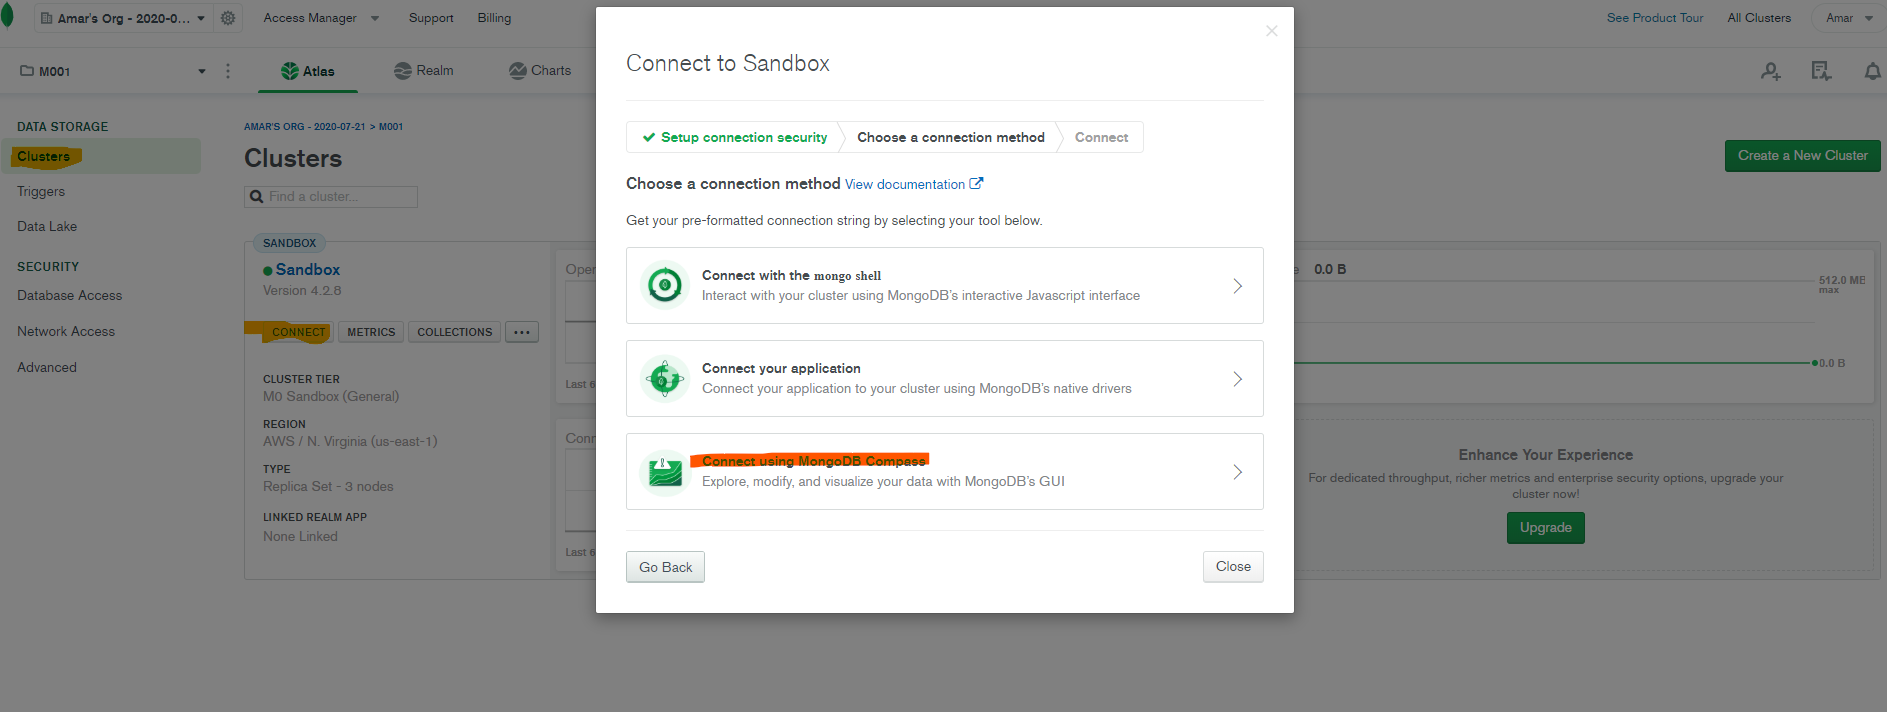 Amar's Org - 2020-0...
Access Manager
Support
Billing
See Product Tour
All Clusters
Amar
M001
Atlas
Realm
Charts
DATA STORAGE
Clusters
Triggers
Data Lake
SECURITY
Database Access
Network Access
Advanced
AMAR'S ORG - 2020-07-21 > M001
Clusters
Find a cluster...
Create a New Cluster
SANDBOX
Sandbox
Version 4.2.8
CONNECT
METRICS
COLLECTIONS
...
CLUSTER TIER
M0 Sandbox (General)
REGION
AWS / N. Virginia (us-east-1)
TYPE
Replica Set - 3 nodes
LINKED REALM APP
None Linked
Oper
Last 6
Conn
Last 6
Connect to Sandbox
Setup connection security
Choose a connection method
Connect
Choose a connection method View documentation
Get your pre-formatted connection string by selecting your tool below.
Connect with the mongo shell
Interact with your cluster using MongoDB's interactive Javascript interface
Connect your application
Connect your application to your cluster using MongoDB's native drivers
Connect using MongoDB Compass
Explore, modify, and visualize your data with MongoDB's GUI
Go Back
Close
e 0.0 B
512.0 MB
max
0.0 B
Enhance Your Experience
For dedicated throughput, richer metrics and enterprise security options, upgrade your
cluster now!
Upgrade